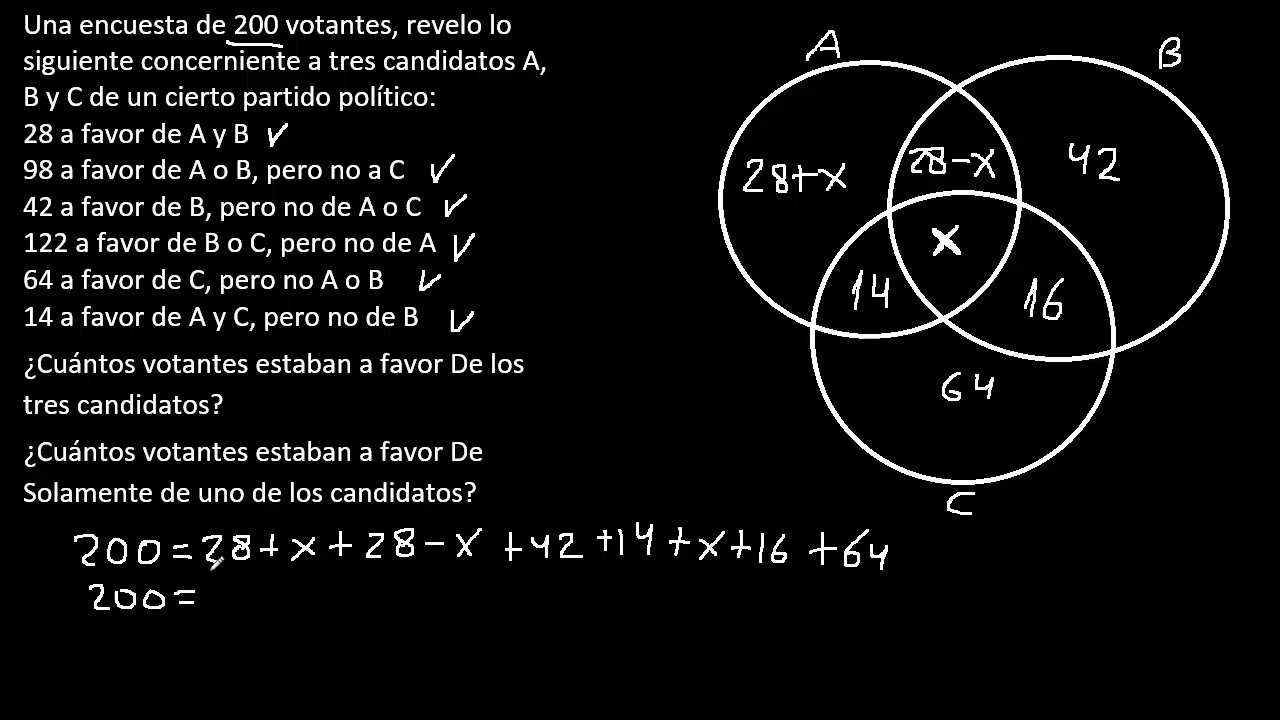 Una encuesta de 200 votantes, revelo lo
siguiente concerniente a tres candidatos A,
B y C de un cierto partido político:
28 a favor de A y B ✓
98 a favor de A o B, pero no a C ✓
42 a favor de B, pero no de A o C ✓
122 a favor de B o C, pero no de A ✓
64 a favor de C, pero no A o B ✓
14 a favor de A y C, pero no de B ✓
¿Cuántos votantes estaban a favor De los
tres candidatos?
¿Cuántos votantes estaban a favor De
Solamente de uno de los candidatos?
200 = 28 + x + 28 - x + 42 + 14 + x + 16 + 64
200 =
A
B
28+x
28-x
42
x
14
16
64
C